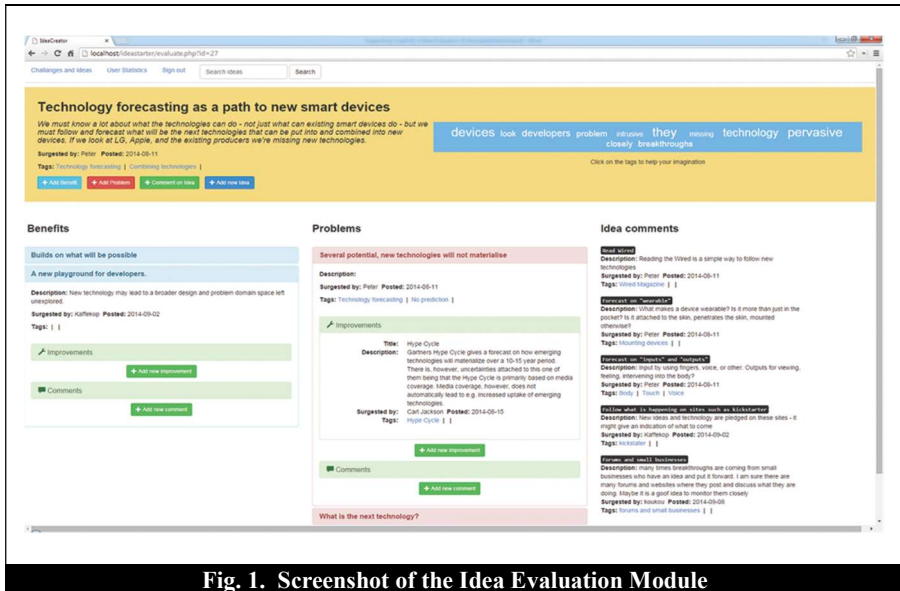 IdeaCreator
localhost/ideastarter/evaluate.php?id=27
Challanges and Ideas User Statistics Sign out Search ideas Search
Technology forecasting as a path to new smart devices
We must know a lot about what the technologies can do - not just what can existing smart devices do - but we
must follow and forecast what will be the next technologies that can be put into and combined into new
devices. If we look at LG, Apple, and the existing producers we're missing new technologies.
Surgested by: Peter Posted: 2014-08-11
Tags: Technology forecasting | Combining technologies |
+ Add Benefit + Add Problem + Comment on Idea + Add new Idea
devices look developers problem intrusive they missing technology pervasive
closely breakthroughs
Click on the tags to help your imagination
Benefits
Builds on what will be possible
A new playground for developers.
Description: New technology may lead to a broader design and problem domain space left
unexplored.
Surgested by: Kaffekop Posted: 2014-09-02
Tags: | |
Improvements
+ Add new improvement
Comments
+ Add new comment
Problems
Several potential, new technologies will not materialise
Description:
Surgested by: Peter Posted: 2014-08-11
Tags: Technology forecasting | No prediction |
Improvements
Title: Hype Cycle
Description: Gartners Hype Cycle gives a forecast on how emerging
technologies will materialize over a 10-15 year period.
There is, however, uncertainties attached to this one of
them being that the Hype Cycle is primarily based on media
coverage. Media coverage, however, does not
automatically lead to e.g. increased uptake of emerging
technologies.
Surgested by: Carl Jackson Posted: 2014-08-15
Tags: Hype Cycle | |
+ Add new improvement
Comments
+ Add new comment
What is the next technology?
Idea comments
Read Wired
Description: Reading the Wired is a simple way to follow new
technologies
Surgested by: Peter Posted: 2014-08-11
Tags: Wired Magazine | |
Forecast on "wearable"
Description: What makes a device wearable? Is it more than just in the
pocket? Is it attached to the skin, penetrates the skin, mounted
otherwise?
Surgested by: Peter Posted: 2014-08-11
Tags: Mounting devices | |
Forecast on "inputs" and "outputs"
Description: Input by using fingers, voice, or other. Outputs for viewing,
feeling, intervening into the body?
Surgested by: Peter Posted: 2014-08-11
Tags: Body | Touch | Voice
Follow what is happening on sites such as kickstarter
Description: New ideas and technology are pledged on these sites - it
might give an indication of what to come
Surgested by: Kaffekop Posted: 2014-09-02
Tags: kickstater | |
Forums and small businesses
Description: many times breakthroughs are coming from small
businesses who have an idea and put it forward. I am sure there are
many forums and websites where they post and discuss what they are
doing. Maybe it is a goof idea to monitor them closely
Surgested by: koukou Posted: 2014-09-08
Tags: forums and small businesses | |
Fig. 1. Screenshot of the Idea Evaluation Module